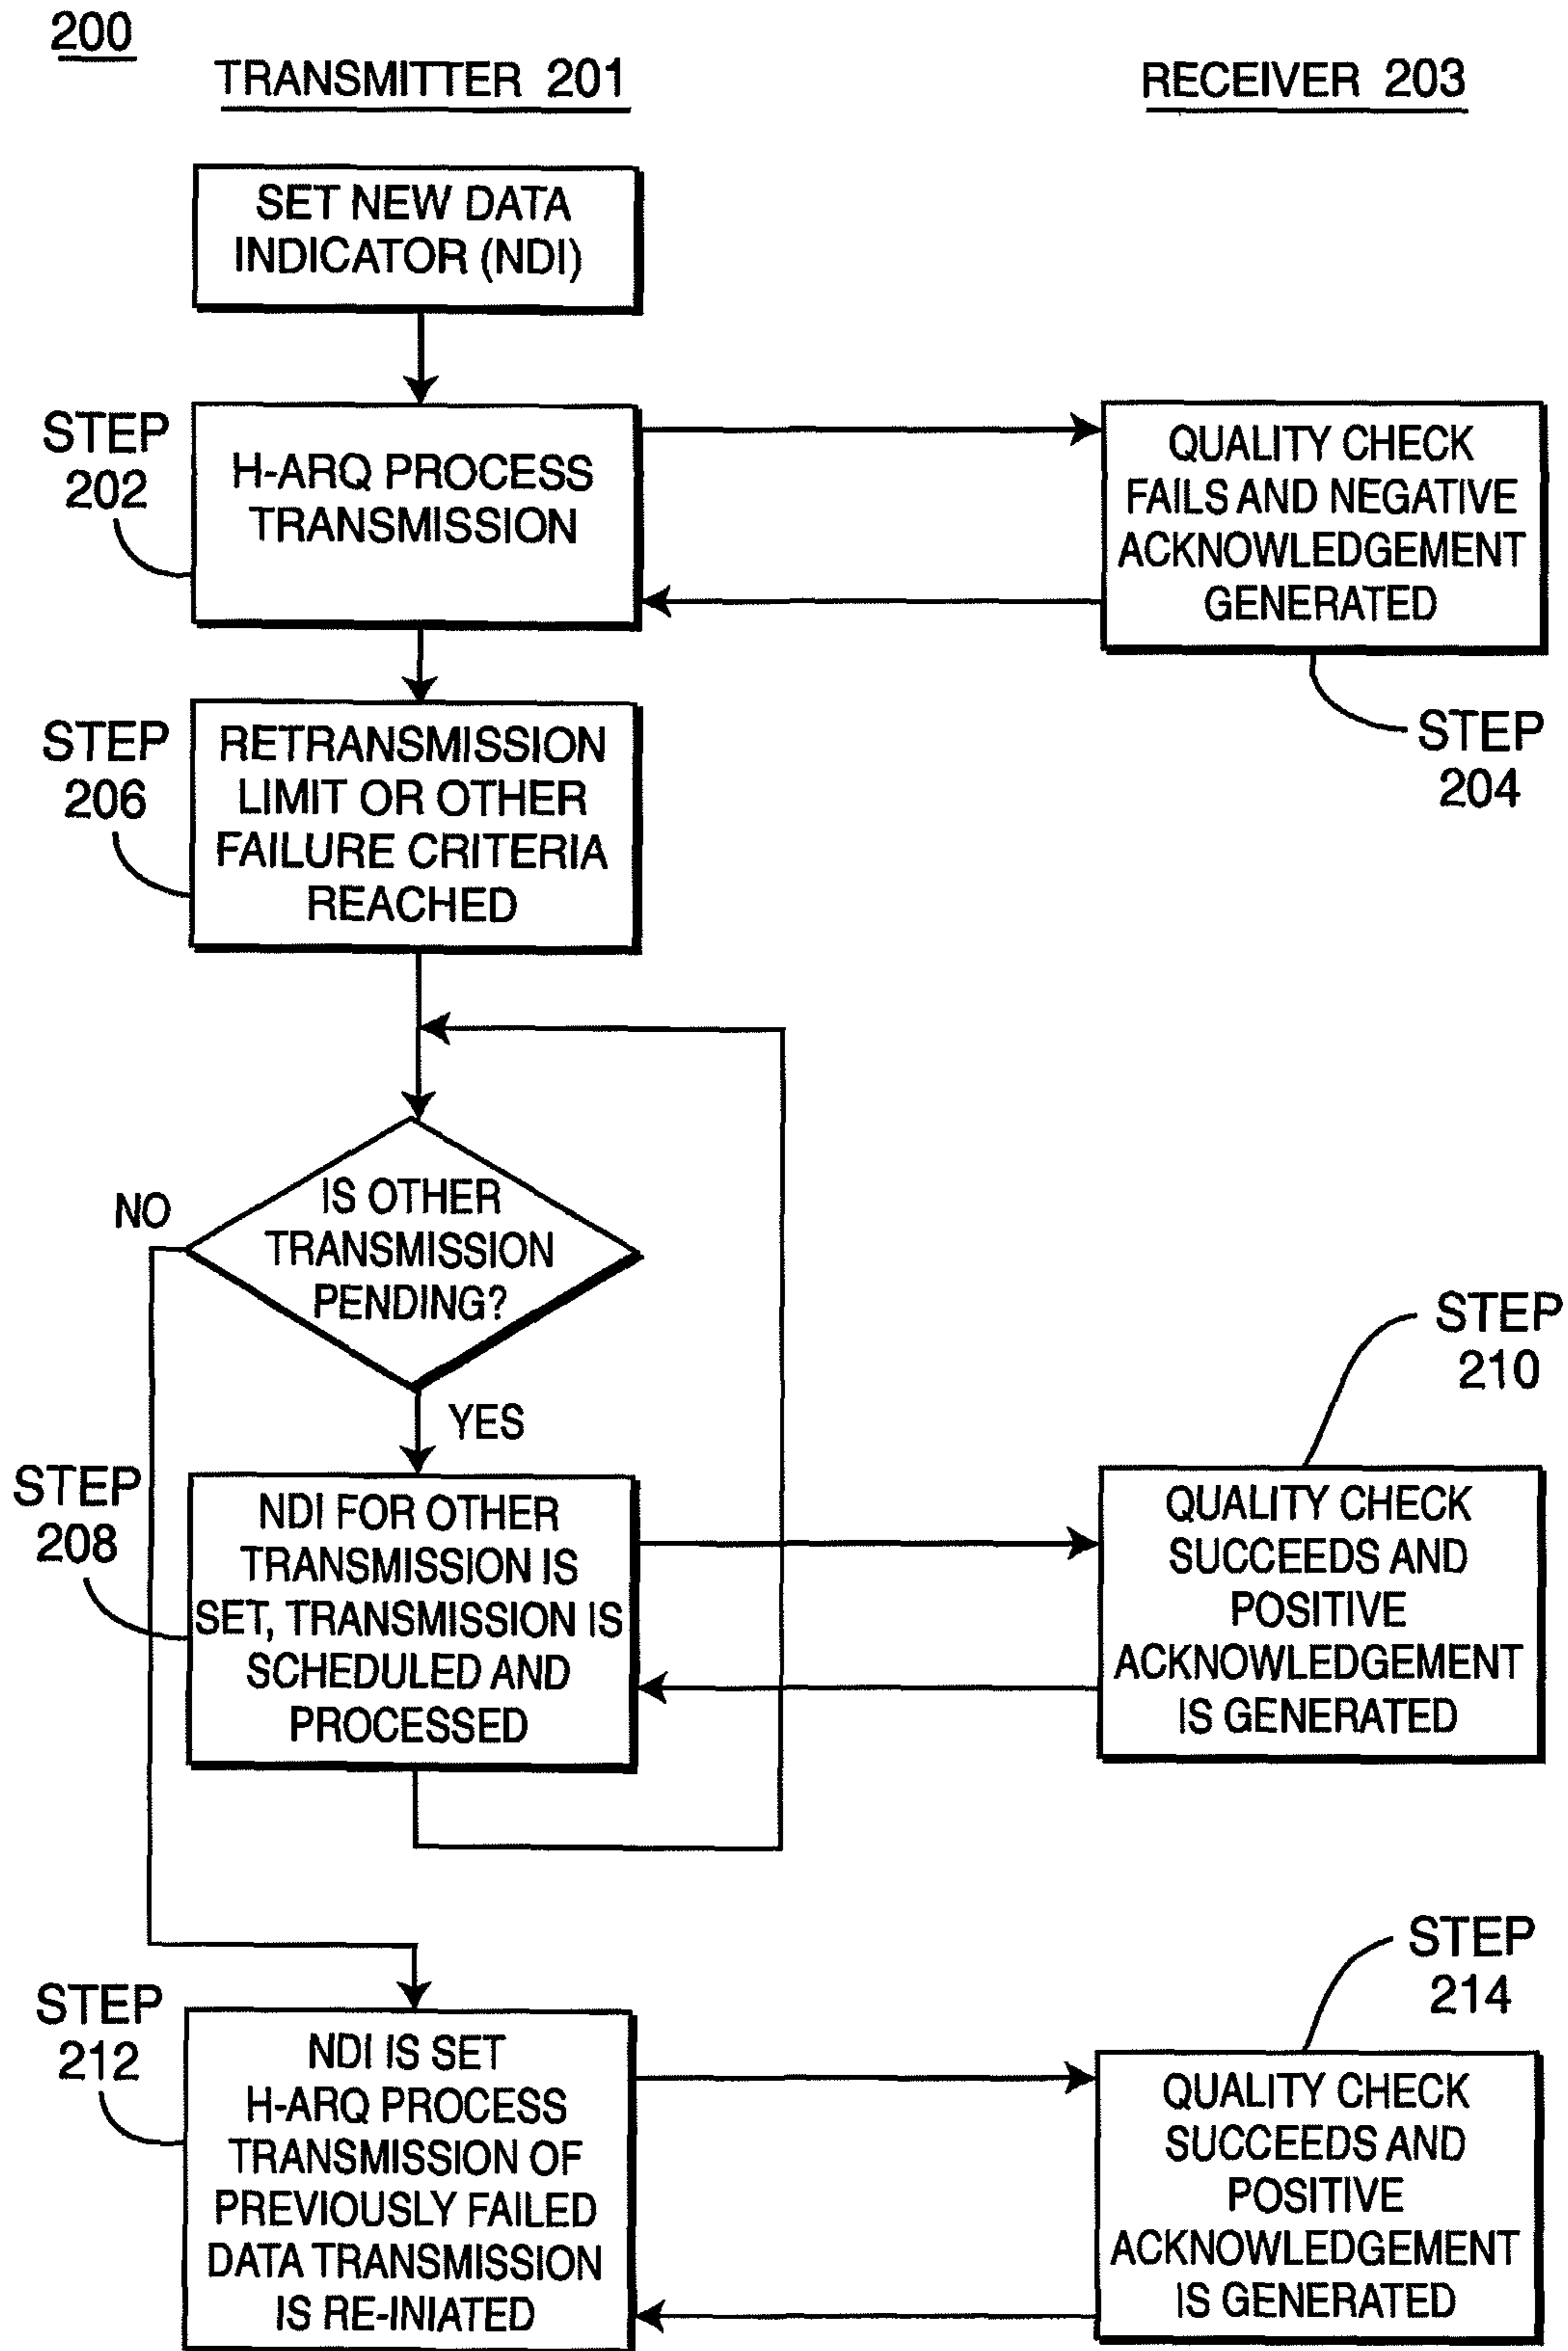 200
TRANSMITTER 201
RECEIVER 203
SET NEW DATA
INDICATOR (NDI)
STEP
202
H-ARQ PROCESS
TRANSMISSION
QUALITY CHECK
FAILS AND NEGATIVE
ACKNOWLEDGEMENT
GENERATED
STEP
204
STEP
206
RETRANSMISSION
LIMIT OR OTHER
FAILURE CRITERIA
REACHED
NO
IS OTHER
TRANSMISSION
PENDING?
YES
STEP
208
NDI FOR OTHER
TRANSMISSION IS
SET, TRANSMISSION IS
SCHEDULED AND
PROCESSED
STEP
210
QUALITY CHECK
SUCCEEDS AND
POSITIVE
ACKNOWLEDGEMENT
IS GENERATED
STEP
212
NDI IS SET
H-ARQ PROCESS
TRANSMISSION OF
PREVIOUSLY FAILED
DATA TRANSMISSION
IS RE-INIATED
STEP
214
QUALITY CHECK
SUCCEEDS AND
POSITIVE
ACKNOWLEDGEMENT
IS GENERATED